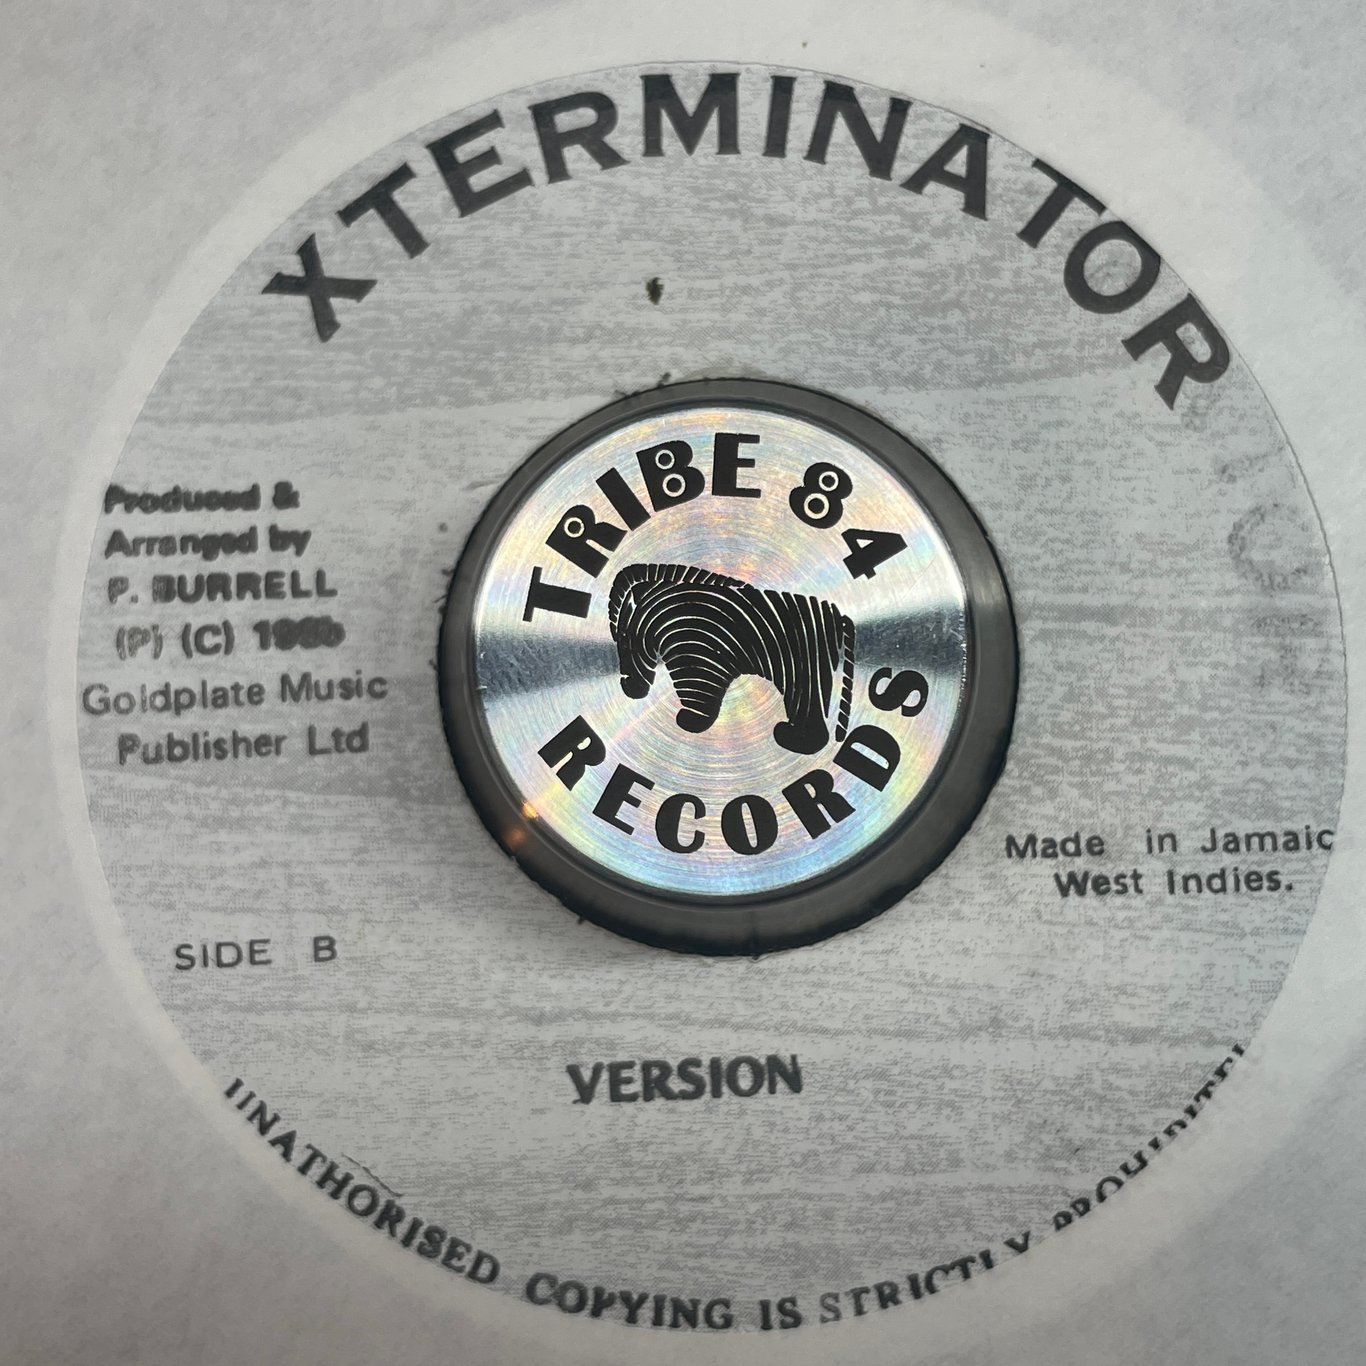 XTERMINATOR
TRIBE 84
RECORDS
Produced &
Arranged by
P. BURRELL
(P) (C)
Goldplate Music
Publisher Ltd
Made in Jamaic
West Indies.
SIDE B
VERSION
UNATHORISED COPYING IS STRICTLY PROHIBITE